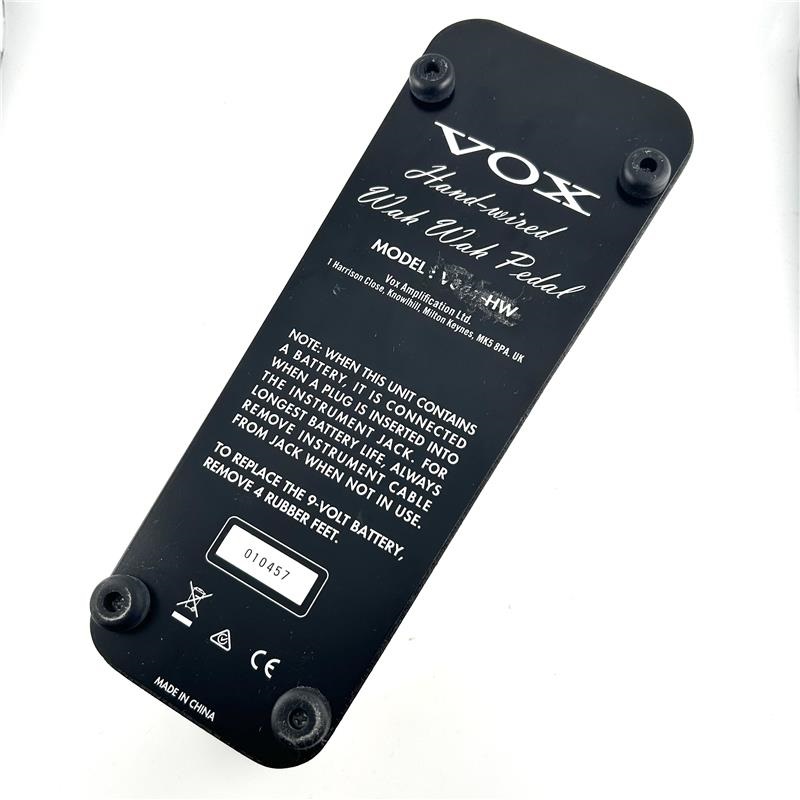 VOX
Hand-wired
Wah Wah Pedal
MODEL : -HW
Vox Amplification Ltd.
1 Harrison Close, Knowlhill, Milton Keynes, MK5 8PA. UK
NOTE: WHEN THIS UNIT CONTAINS
A BATTERY, IT IS CONNECTED
WHEN A PLUG IS INSERTED INTO
THE INSTRUMENT JACK. FOR
LONGEST BATTERY LIFE, ALWAYS
REMOVE INSTRUMENT CABLE
FROM JACK WHEN NOT IN USE.
TO REPLACE THE 9-VOLT BATTERY,
REMOVE 4 RUBBER FEET.
010457
CE
MADE IN CHINA